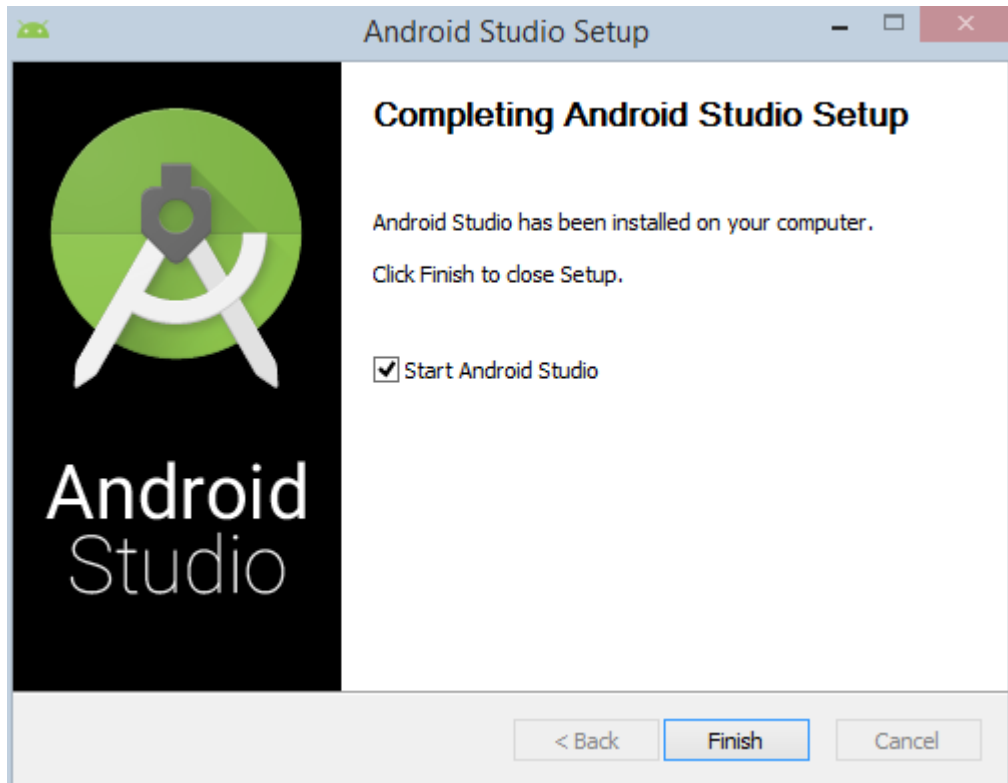 Android Studio Setup
Completing Android Studio Setup
Android Studio has been installed on your computer.
Click Finish to close Setup.
Start Android Studio
Android
Studio
< Back
Finish
Cancel